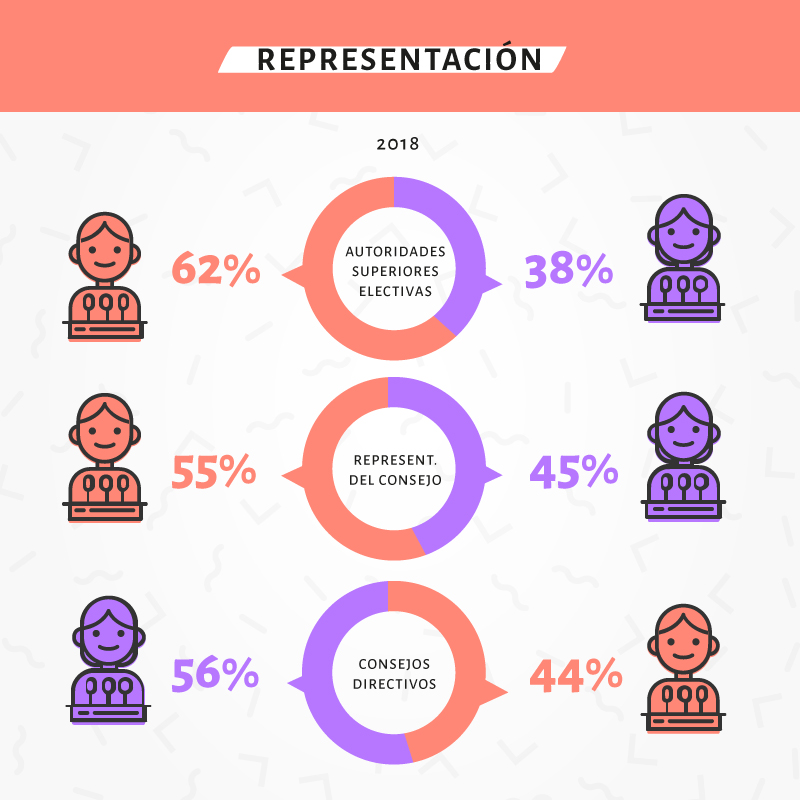 REPRESENTACIÓN
2018
62%
AUTORIDADES
SUPERIORES
ELECTIVAS
38%
55%
REPRESENT.
DEL CONSEJO
45%
56%
CONSEJOS
DIRECTIVOS
44%